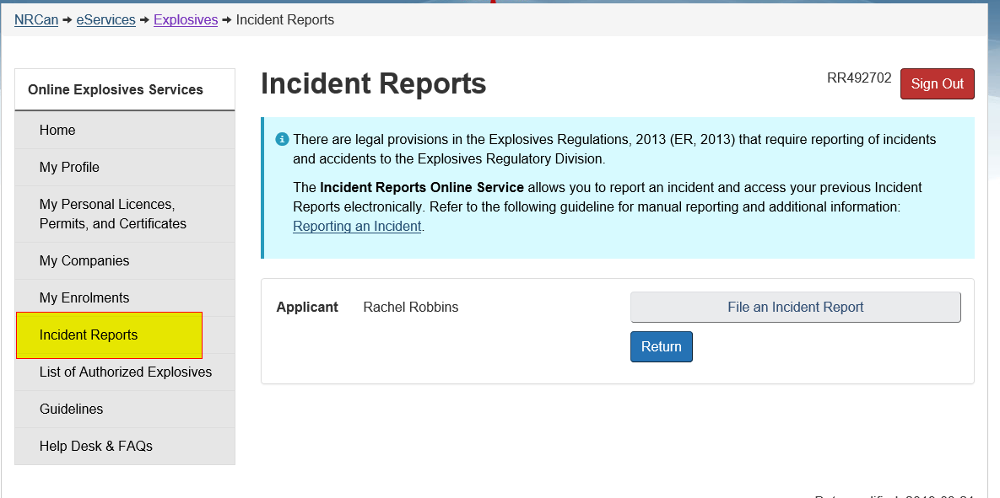 NRCan → eServices → Explosives → Incident Reports
Online Explosives Services
Home
My Profile
My Personal Licences,
Permits, and Certificates
My Companies
My Enrolments
Incident Reports
List of Authorized Explosives
Guidelines
Help Desk & FAQs
Incident Reports
RR492702
Sign Out
There are legal provisions in the Explosives Regulations, 2013 (ER, 2013) that require reporting of incidents
and accidents to the Explosives Regulatory Division.
The Incident Reports Online Service allows you to report an incident and access your previous Incident
Reports electronically. Refer to the following guideline for manual reporting and additional information:
Reporting an Incident.
Applicant Rachel Robbins
File an Incident Report
Return